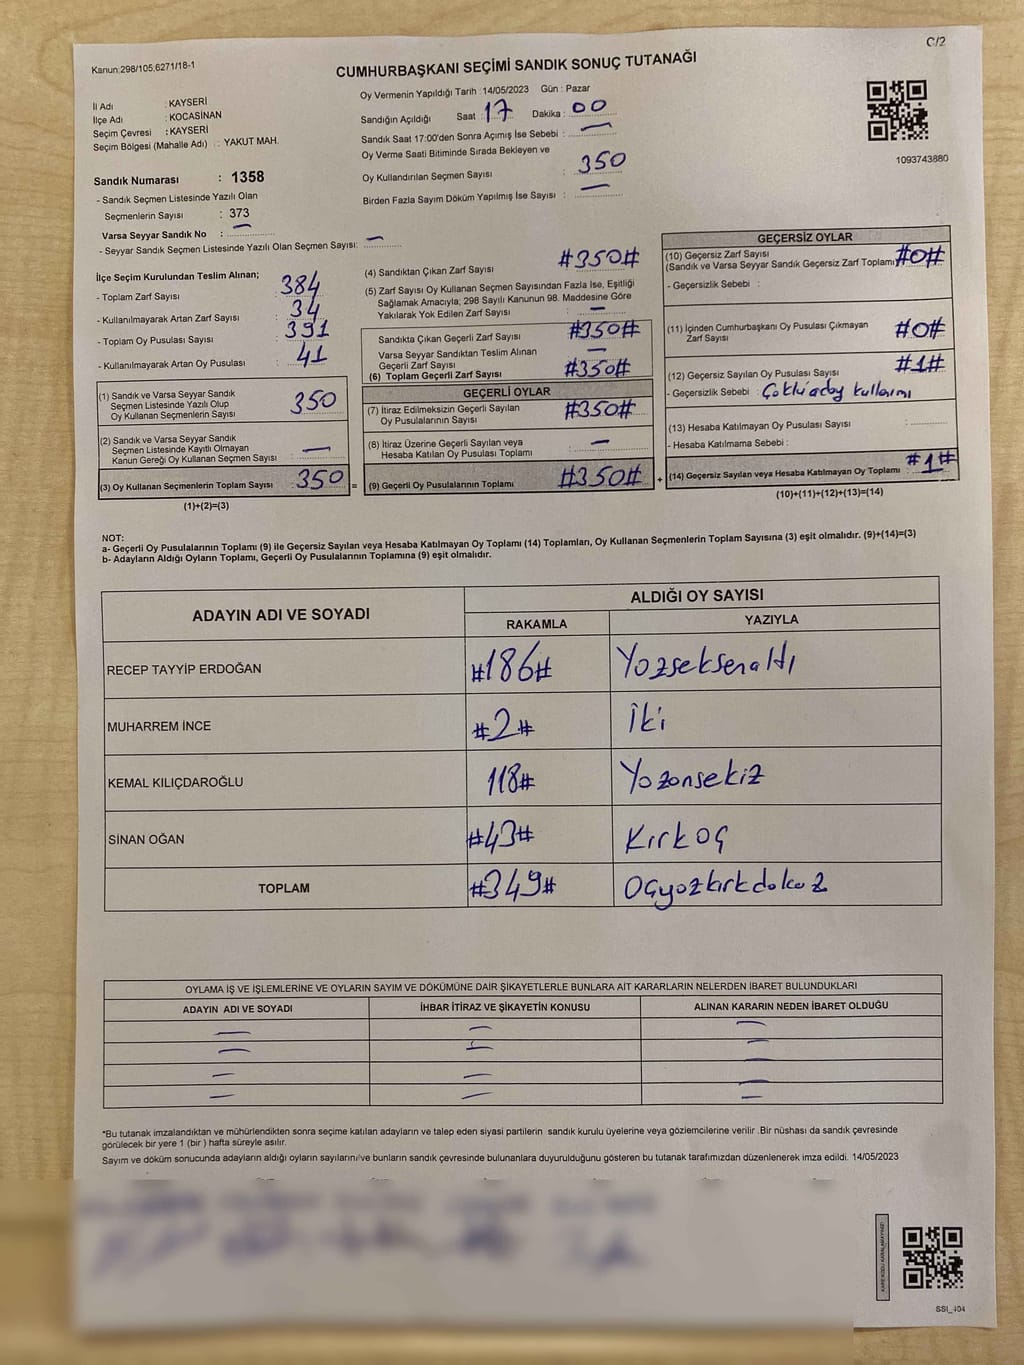 C/2
Kanun:298/105,6271/18-1
CUMHURBAŞKANI SEÇİMİ SANDIK SONUÇ TUTANAĞI
İl Adı : KAYSERİ
İlçe Adı : KOCASİNAN
Seçim Çevresi : KAYSERİ
Seçim Bölgesi (Mahalle Adı) : YAKUT MAH.
Oy Vermenin Yapıldığı Tarih :14/05/2023 Gün : Pazar
Sandığın Açıldığı Saat : 17 Dakika : 00
Sandık Saat 17:00'den Sonra Açımış İse Sebebi : —
Oy Verme Saati Bitiminde Sırada Bekleyen ve
Oy Kullandırılan Seçmen Sayısı : 350
Birden Fazla Sayım Döküm Yapılmış İse Sayısı : —
1093743880
Sandık Numarası : 1358
- Sandık Seçmen Listesinde Yazılı Olan
Seçmenlerin Sayısı : 373
Varsa Seyyar Sandık No : —
- Seyyar Sandık Seçmen Listesinde Yazılı Olan Seçmen Sayısı: —
İlçe Seçim Kurulundan Teslim Alınan;
- Toplam Zarf Sayısı : 384
- Kullanılmayarak Artan Zarf Sayısı : 34
- Toplam Oy Pusulası Sayısı : 391
- Kullanılmayarak Artan Oy Pusulası : 41
(1) Sandık ve Varsa Seyyar Sandık
Seçmen Listesinde Yazılı Olup
Oy Kullanan Seçmenlerin Sayısı : 350
(2) Sandık ve Varsa Seyyar Sandık
Seçmen Listesinde Kayıtlı Olmayan
Kanun Gereği Oy Kullanan Seçmen Sayısı : —
(3) Oy Kullanan Seçmenlerin Toplam Sayısı : 350 =
(1)+(2)=(3)
(4) Sandıktan Çıkan Zarf Sayısı : #350#
(5) Zarf Sayısı Oy Kullanan Seçmen Sayısından Fazla İse, Eşitliği
Sağlamak Amacıyla; 298 Sayılı Kanunun 98. Maddesine Göre
Yakılarak Yok Edilen Zarf Sayısı : —
Sandıkta Çıkan Geçerli Zarf Sayısı : #350#
Varsa Seyyar Sandıktan Teslim Alınan
Geçerli Zarf Sayısı : —
(6) Toplam Geçerli Zarf Sayısı : #350#
GEÇERLİ OYLAR
(7) İtiraz Edilmeksizin Geçerli Sayılan
Oy Pusulalarının Sayısı : #350#
(8) İtiraz Üzerine Geçerli Sayılan veya
Hesaba Katılan Oy Pusulası Toplamı : —
(9) Geçerli Oy Pusulalarının Toplamı : #350# +
GEÇERSİZ OYLAR
(10) Geçersiz Zarf Sayısı
(Sandık ve Varsa Seyyar Sandık Geçersiz Zarf Toplamı) #0#
- Geçersizlik Sebebi :
(11) İçinden Cumhurbaşkanı Oy Pusulası Çıkmayan
Zarf Sayısı : #0#
(12) Geçersiz Sayılan Oy Pusulası Sayısı : #1#
- Geçersizlik Sebebi : Çoklu aday kullanımı
(13) Hesaba Katılmayan Oy Pusulası Sayısı :
- Hesaba Katılmama Sebebi :
(14) Geçersiz Sayılan veya Hesaba Katılmayan Oy Toplamı : #1#
(10)+(11)+(12)+(13)=(14)
NOT:
a- Geçerli Oy Pusulalarının Toplamı (9) ile Geçersiz Sayılan veya Hesaba Katılmayan Oy Toplamı (14) Toplamları, Oy Kullanan Seçmenlerin Toplam Sayısına (3) eşit olmalıdır. (9)+(14)=(3)
b- Adayların Aldığı Oyların Toplamı, Geçerli Oy Pusulalarının Toplamına (9) eşit olmalıdır.
ADAYIN ADI VE SOYADI
ALDIĞI OY SAYISI
RAKAMLA YAZIYLA
RECEP TAYYİP ERDOĞAN #186# Yozseksenaltı
MUHARREM İNCE #2# İki
KEMAL KILIÇDAROĞLU 118# Yozonsekiz
SİNAN OĞAN #43# Kırkoç
TOPLAM #349# Oçyozkırkdokuz
OYLAMA İŞ VE İŞLEMLERİNE VE OYLARIN SAYIM VE DÖKÜMÜNE DAİR ŞİKAYETLERLE BUNLARA AİT KARARLARIN NELERDEN İBARET BULUNDUKLARI
ADAYIN ADI VE SOYADI İHBAR İTİRAZ VE ŞİKAYETİN KONUSU ALINAN KARARIN NEDEN İBARET OLDUĞU
— — —
— — —
— — —
— — —
*Bu tutanak imzalandıktan ve mühürlendikten sonra seçime katılan adayların ve talep eden siyasi partilerin sandık kurulu üyelerine veya gözlemcilerine verilir .Bir nüshası da sandık çevresinde
görülecek bir yere 1 (bir ) hafta süreyle asılır.
Sayım ve döküm sonucunda adayların aldığı oyların sayılarını/ve bunların sandık çevresinde bulunanlara duyurulduğunu gösteren bu tutanak tarafımızdan düzenlenerek imza edildi. 14/05/2023